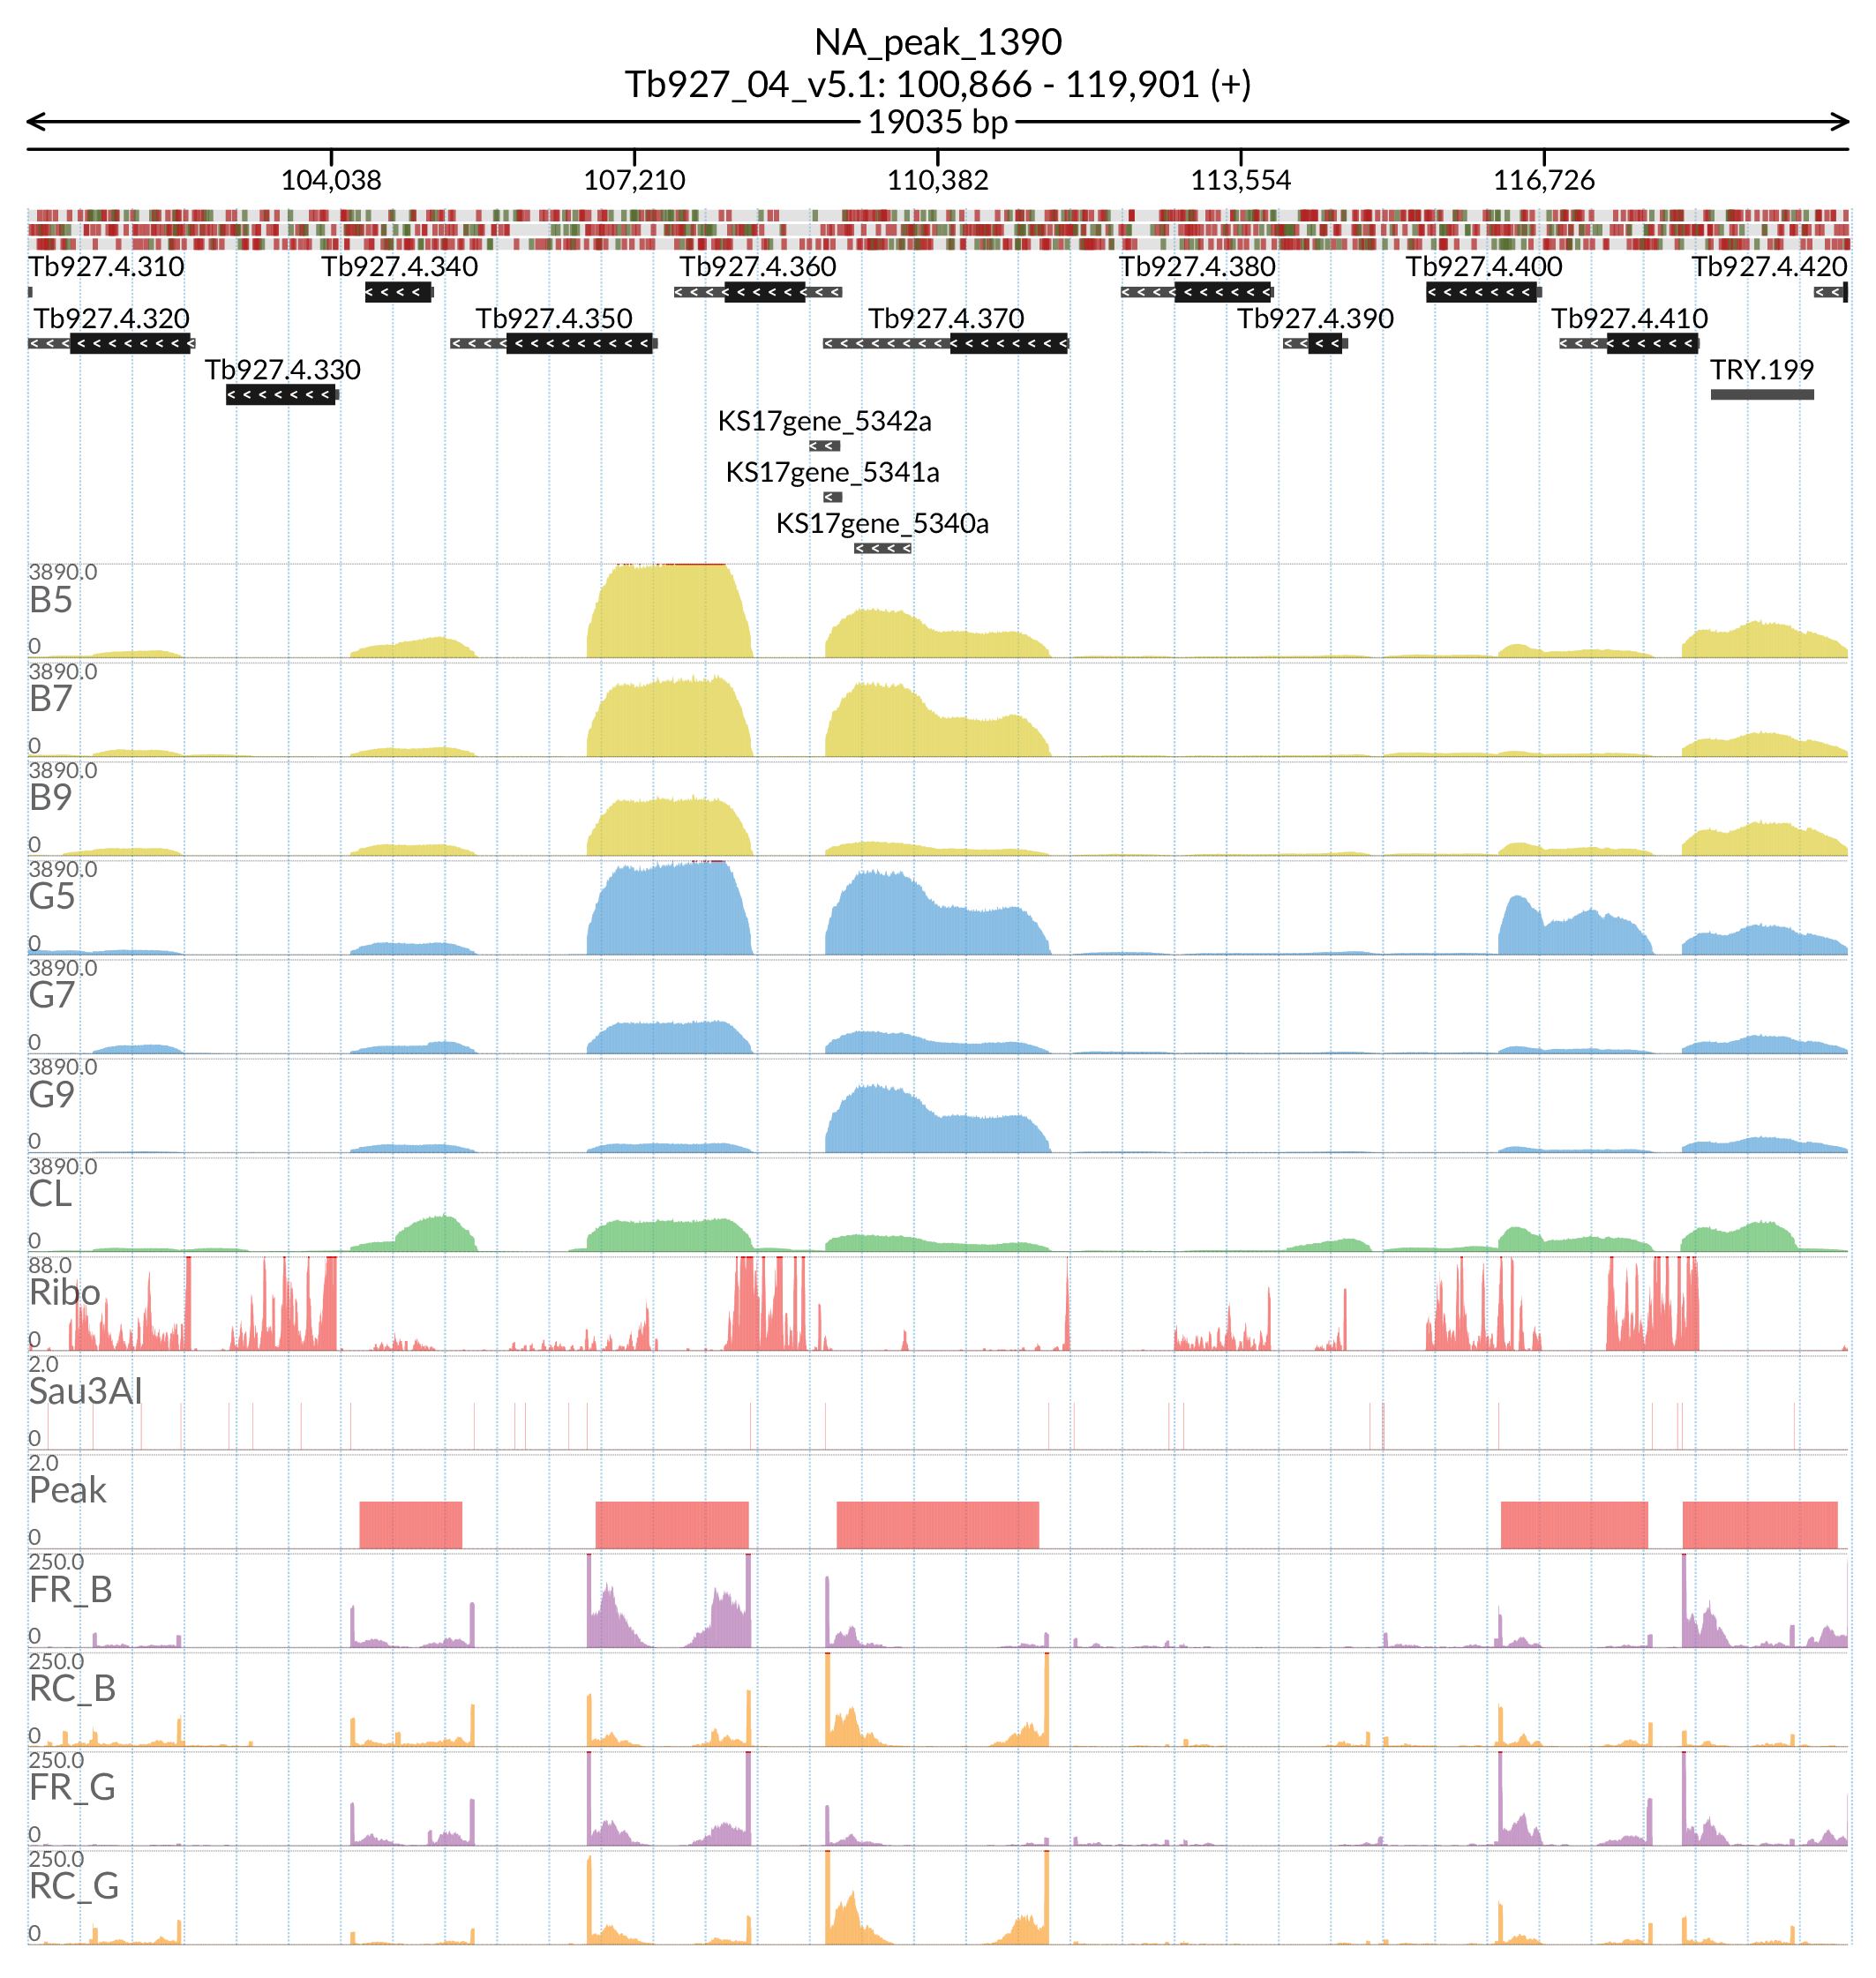 NA_peak_1390
Tb927_04_v5.1: 100,866 - 119,901 (+)
19035 bp
104,038 107,210 110,382 113,554 116,726
Tb927.4.310 Tb927.4.340 Tb927.4.360 Tb927.4.380 Tb927.4.400 Tb927.4.420
Tb927.4.320 Tb927.4.350 Tb927.4.370 Tb927.4.390 Tb927.4.410
Tb927.4.330 TRY.199
KS17gene_5342a
KS17gene_5341a
KS17gene_5340a
3890.0
B5
0
3890.0
B7
0
3890.0
B9
0
3890.0
G5
0
3890.0
G7
0
3890.0
G9
0
3890.0
CL
0
88.0
Ribo
0
2.0
Sau3AI
0
2.0
Peak
0
250.0
FR_B
0
250.0
RC_B
0
250.0
FR_G
0
250.0
RC_G
0